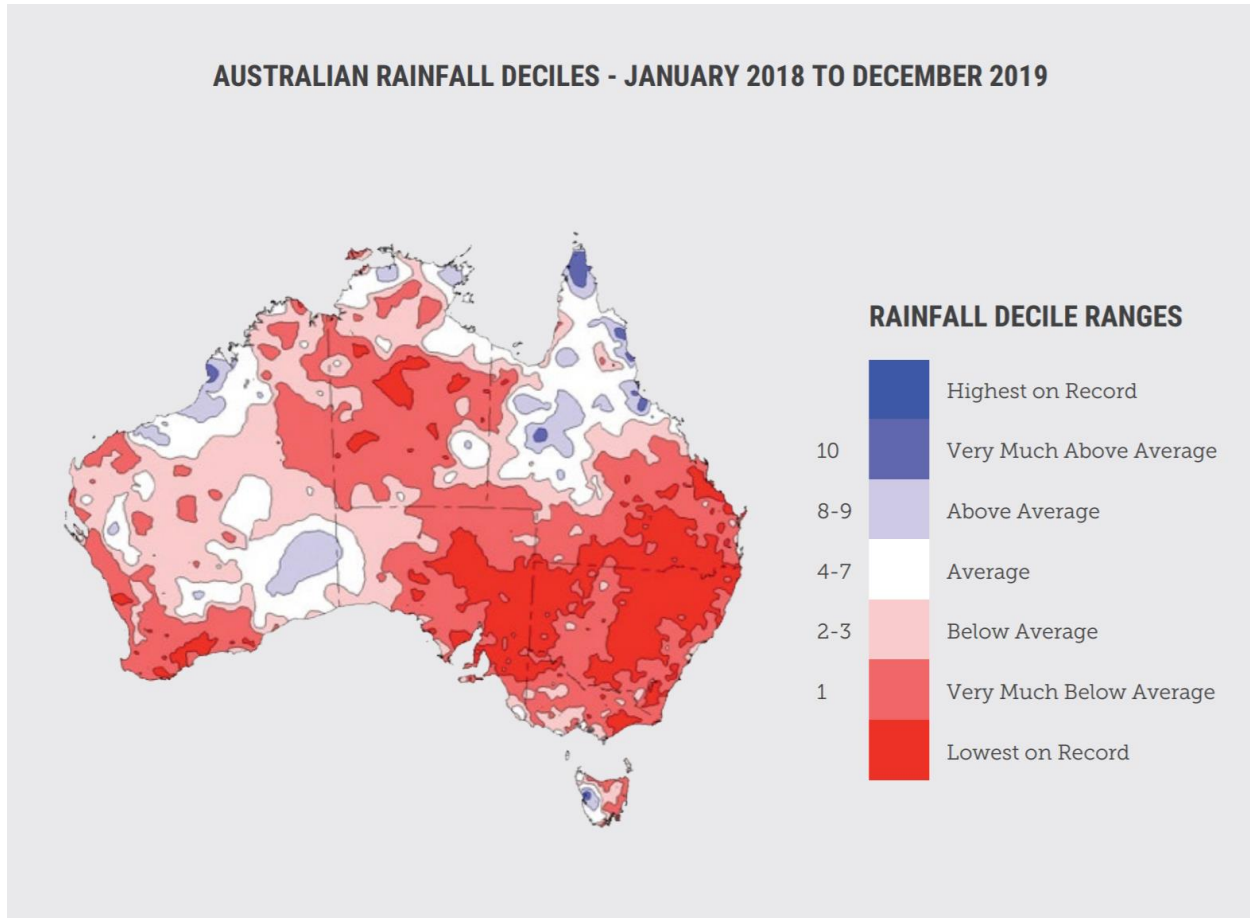 AUSTRALIAN RAINFALL DECILES - JANUARY 2018 TO DECEMBER 2019
RAINFALL DECILE RANGES
Highest on Record
10 Very Much Above Average
8-9 Above Average
4-7 Average
2-3 Below Average
1 Very Much Below Average
Lowest on Record